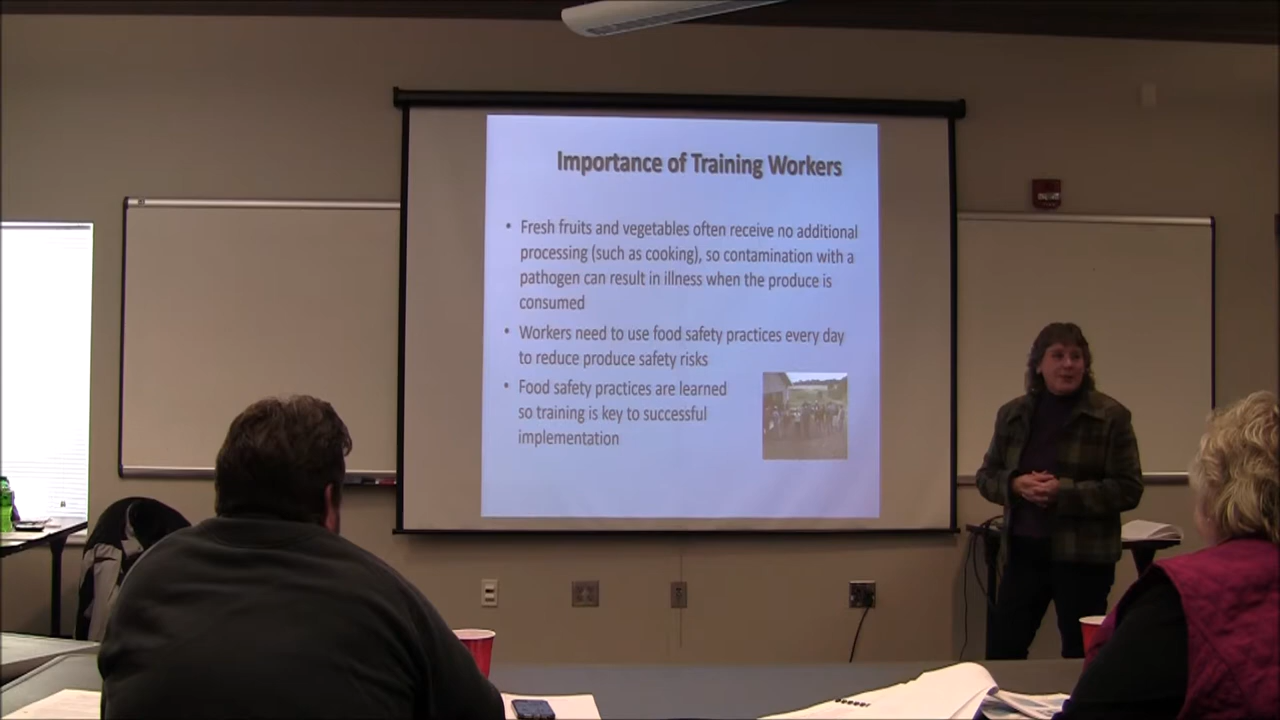 Importance of Training Workers
• Fresh fruits and vegetables often receive no additional
processing (such as cooking), so contamination with a
pathogen can result in illness when the produce is
consumed
• Workers need to use food safety practices every day
to reduce produce safety risks
• Food safety practices are learned
so training is key to successful
implementation